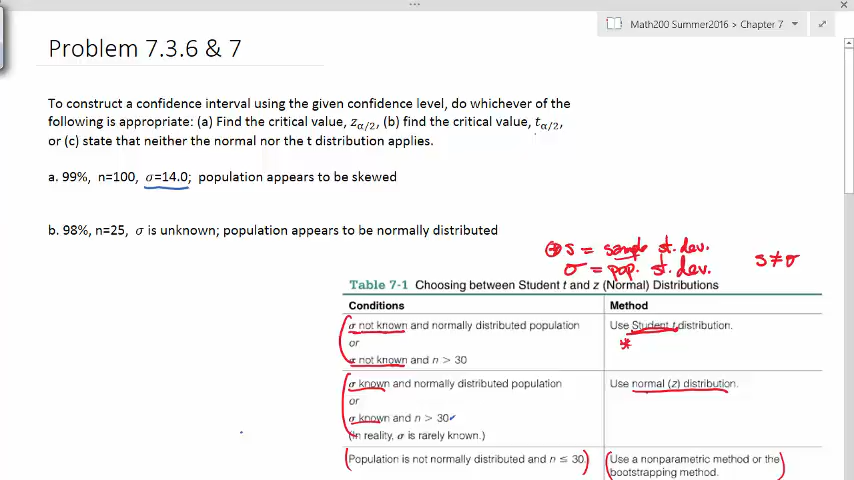 Math200 Summer2016 > Chapter 7
Problem 7.3.6 & 7
To construct a confidence interval using the given confidence level, do whichever of the
following is appropriate: (a) Find the critical value, z_{α/2}, (b) find the critical value, t_{α/2},
or (c) state that neither the normal nor the t distribution applies.
a. 99%, n=100, σ=14.0; population appears to be skewed
b. 98%, n=25, σ is unknown; population appears to be normally distributed
s = sample st. dev.
σ = pop. st. dev.
s ≠ σ
Table 7-1 Choosing between Student t and z (Normal) Distributions
Conditions Method
σ not known and normally distributed population Use Student t distribution.
or
σ not known and n > 30
σ known and normally distributed population Use normal (z) distribution.
or
σ known and n > 30
(In reality, σ is rarely known.)
Population is not normally distributed and n ≤ 30. Use a nonparametric method or the
bootstrapping method.